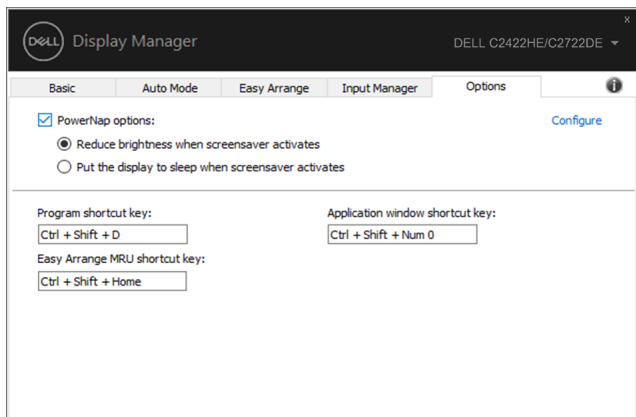 x
DELL Display Manager
DELL C2422HE/C2722DE
Basic Auto Mode Easy Arrange Input Manager Options
PowerNap options: Configure
Reduce brightness when screensaver activates
Put the display to sleep when screensaver activates
Program shortcut key: Application window shortcut key:
Ctrl + Shift + D Ctrl + Shift + Num 0
Easy Arrange MRU shortcut key:
Ctrl + Shift + Home